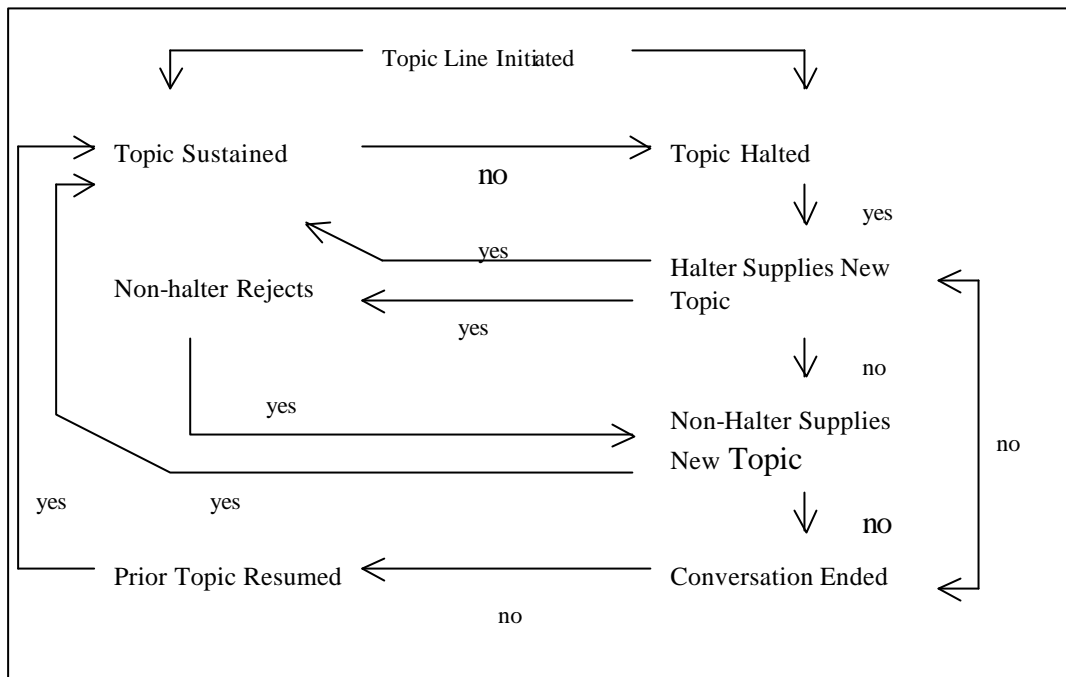 Topic Line Initiated
Topic Sustained
Topic Halted
no
yes
yes
Halter Supplies New
Topic
Non-halter Rejects
yes
no
yes
Non-Halter Supplies
New Topic
no
yes
yes
no
Prior Topic Resumed
Conversation Ended
no